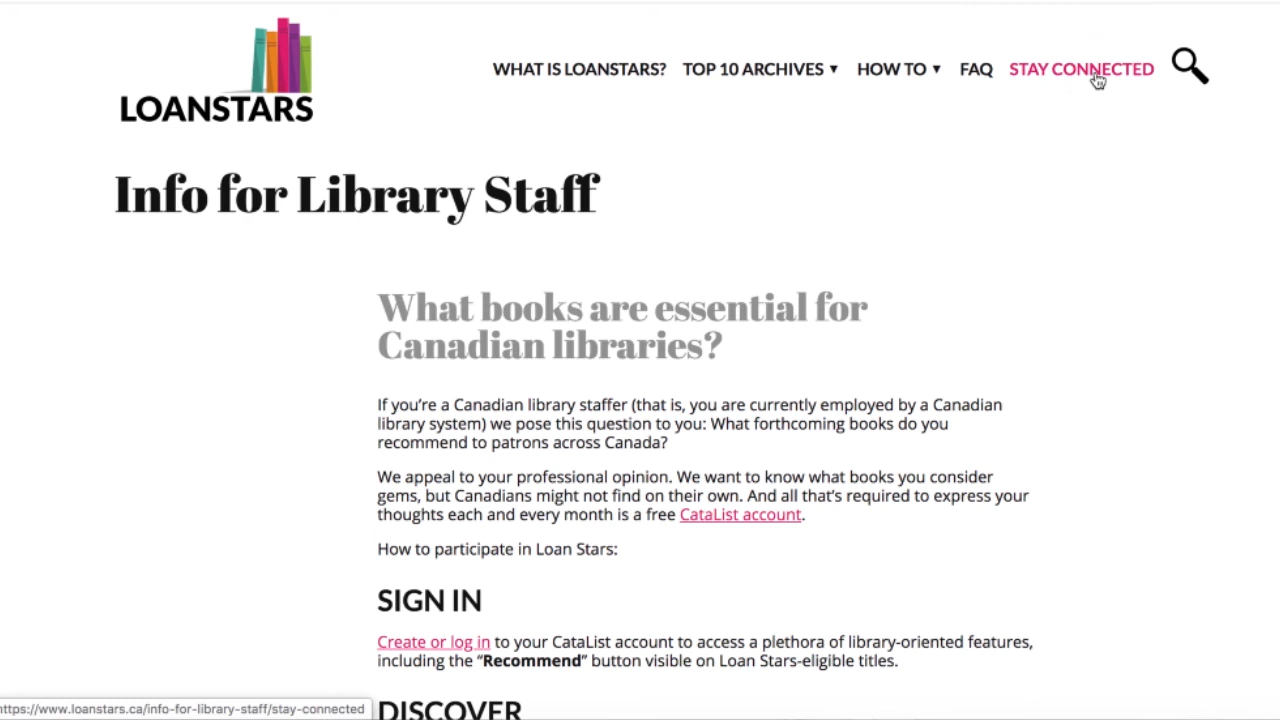 LOANSTARS
WHAT IS LOANSTARS? TOP 10 ARCHIVES ▼ HOW TO ▼ FAQ STAY CONNECTED
Info for Library Staff
What books are essential for
Canadian libraries?
If you’re a Canadian library staffer (that is, you are currently employed by a Canadian
library system) we pose this question to you: What forthcoming books do you
recommend to patrons across Canada?
We appeal to your professional opinion. We want to know what books you consider
gems, but Canadians might not find on their own. And all that’s required to express your
thoughts each and every month is a free CataList account.
How to participate in Loan Stars:
SIGN IN
Create or log in to your CataList account to access a plethora of library-oriented features,
including the “Recommend” button visible on Loan Stars-eligible titles.
DISCOVER
https://www.loanstars.ca/info-for-library-staff/stay-connected